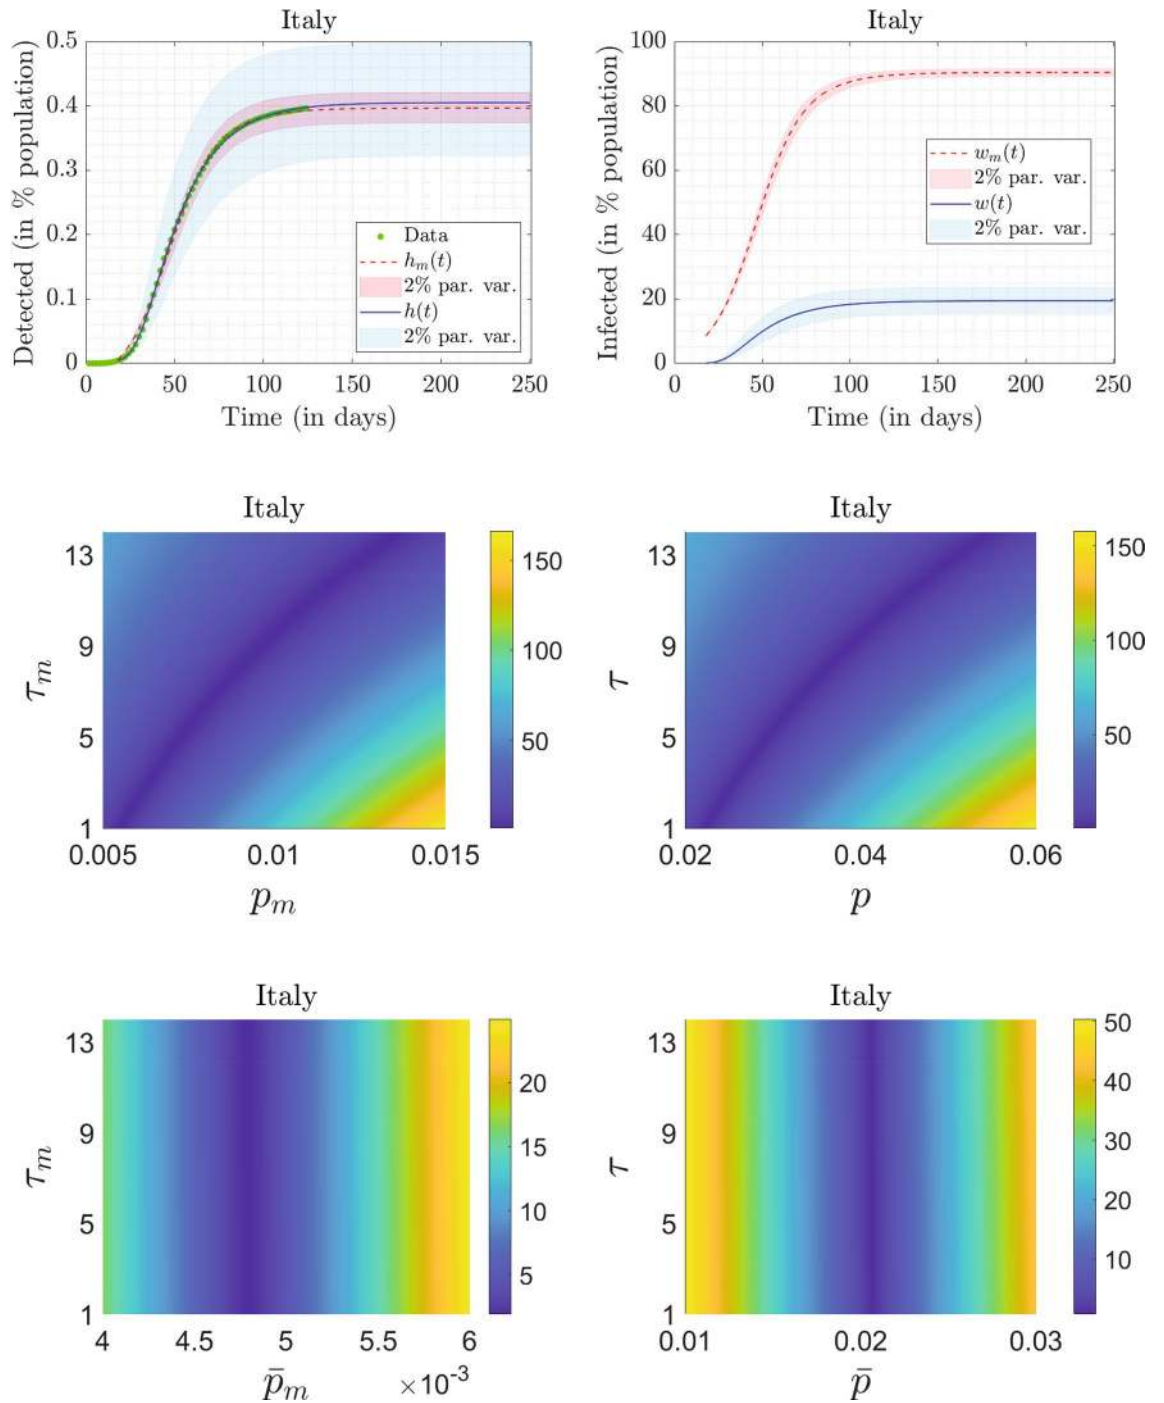 Italy
Detected (in % population)
0.5
0.4
0.3
0.2
0.1
0
Data
h_m(t)
2% par. var.
h(t)
2% par. var.
0 50 100 150 200 250
Time (in days)
Italy
Infected (in % population)
100
80
60
40
20
0
w_m(t)
2% par. var.
w(t)
2% par. var.
0 50 100 150 200 250
Time (in days)
Italy
τ_m
13
9
5
1
0.005 0.01 0.015
p_m
150
100
50
Italy
τ
13
9
5
1
0.02 0.04 0.06
p
150
100
50
Italy
τ_m
13
9
5
1
4 4.5 5 5.5 6
p̄_m ×10⁻³
20
15
10
5
Italy
τ
13
9
5
1
0.01 0.02 0.03
p̄
50
40
30
20
10